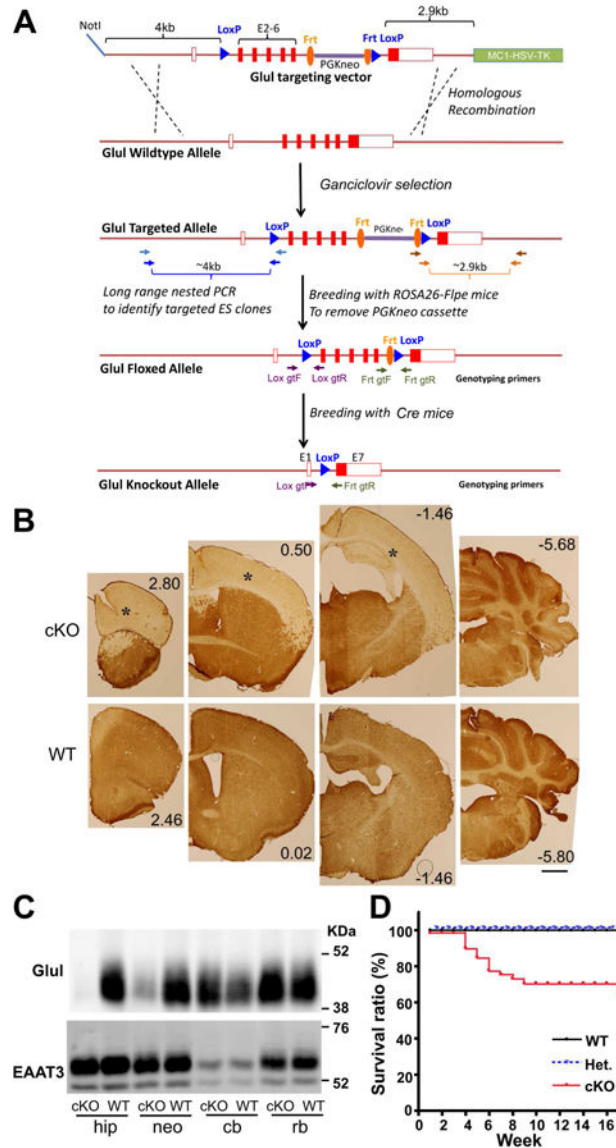 A
NotI
4kb
LoxP
E2-6
Frt
PGKneo
Frt LoxP
2.9kb
MC1-HSV-TK
Glul targeting vector
Homologous
Recombination
Glul Wildtype Allele
Ganciclovir selection
Glul Targeted Allele
LoxP
Frt
PGKne
Frt
LoxP
~4kb
~2.9kb
Long range nested PCR
to identify targeted ES clones
Breeding with ROSA26-Flpe mice
To remove PGKneo cassette
Glul Floxed Allele
LoxP
Frt
LoxP
Lox gtF
Lox gtR
Frt gtF
Frt gtR
Genotyping primers
Breeding with Cre mice
Glul Knockout Allele
E1
LoxP
E7
Lox gtF
Frt gtR
Genotyping primers
B
cKO
2.80
*
0.50
*
-1.46
*
-5.68
WT
2.46
0.02
-1.46
-5.80
C
KDa
Glul
52
38
76
EAAT3
52
cKO WT cKO WT cKO WT cKO WT
hip neo cb rb
D
Survival ratio (%)
100
80
60
40
20
0
0 4 8 12 16
Week
WT
Het.
cKO